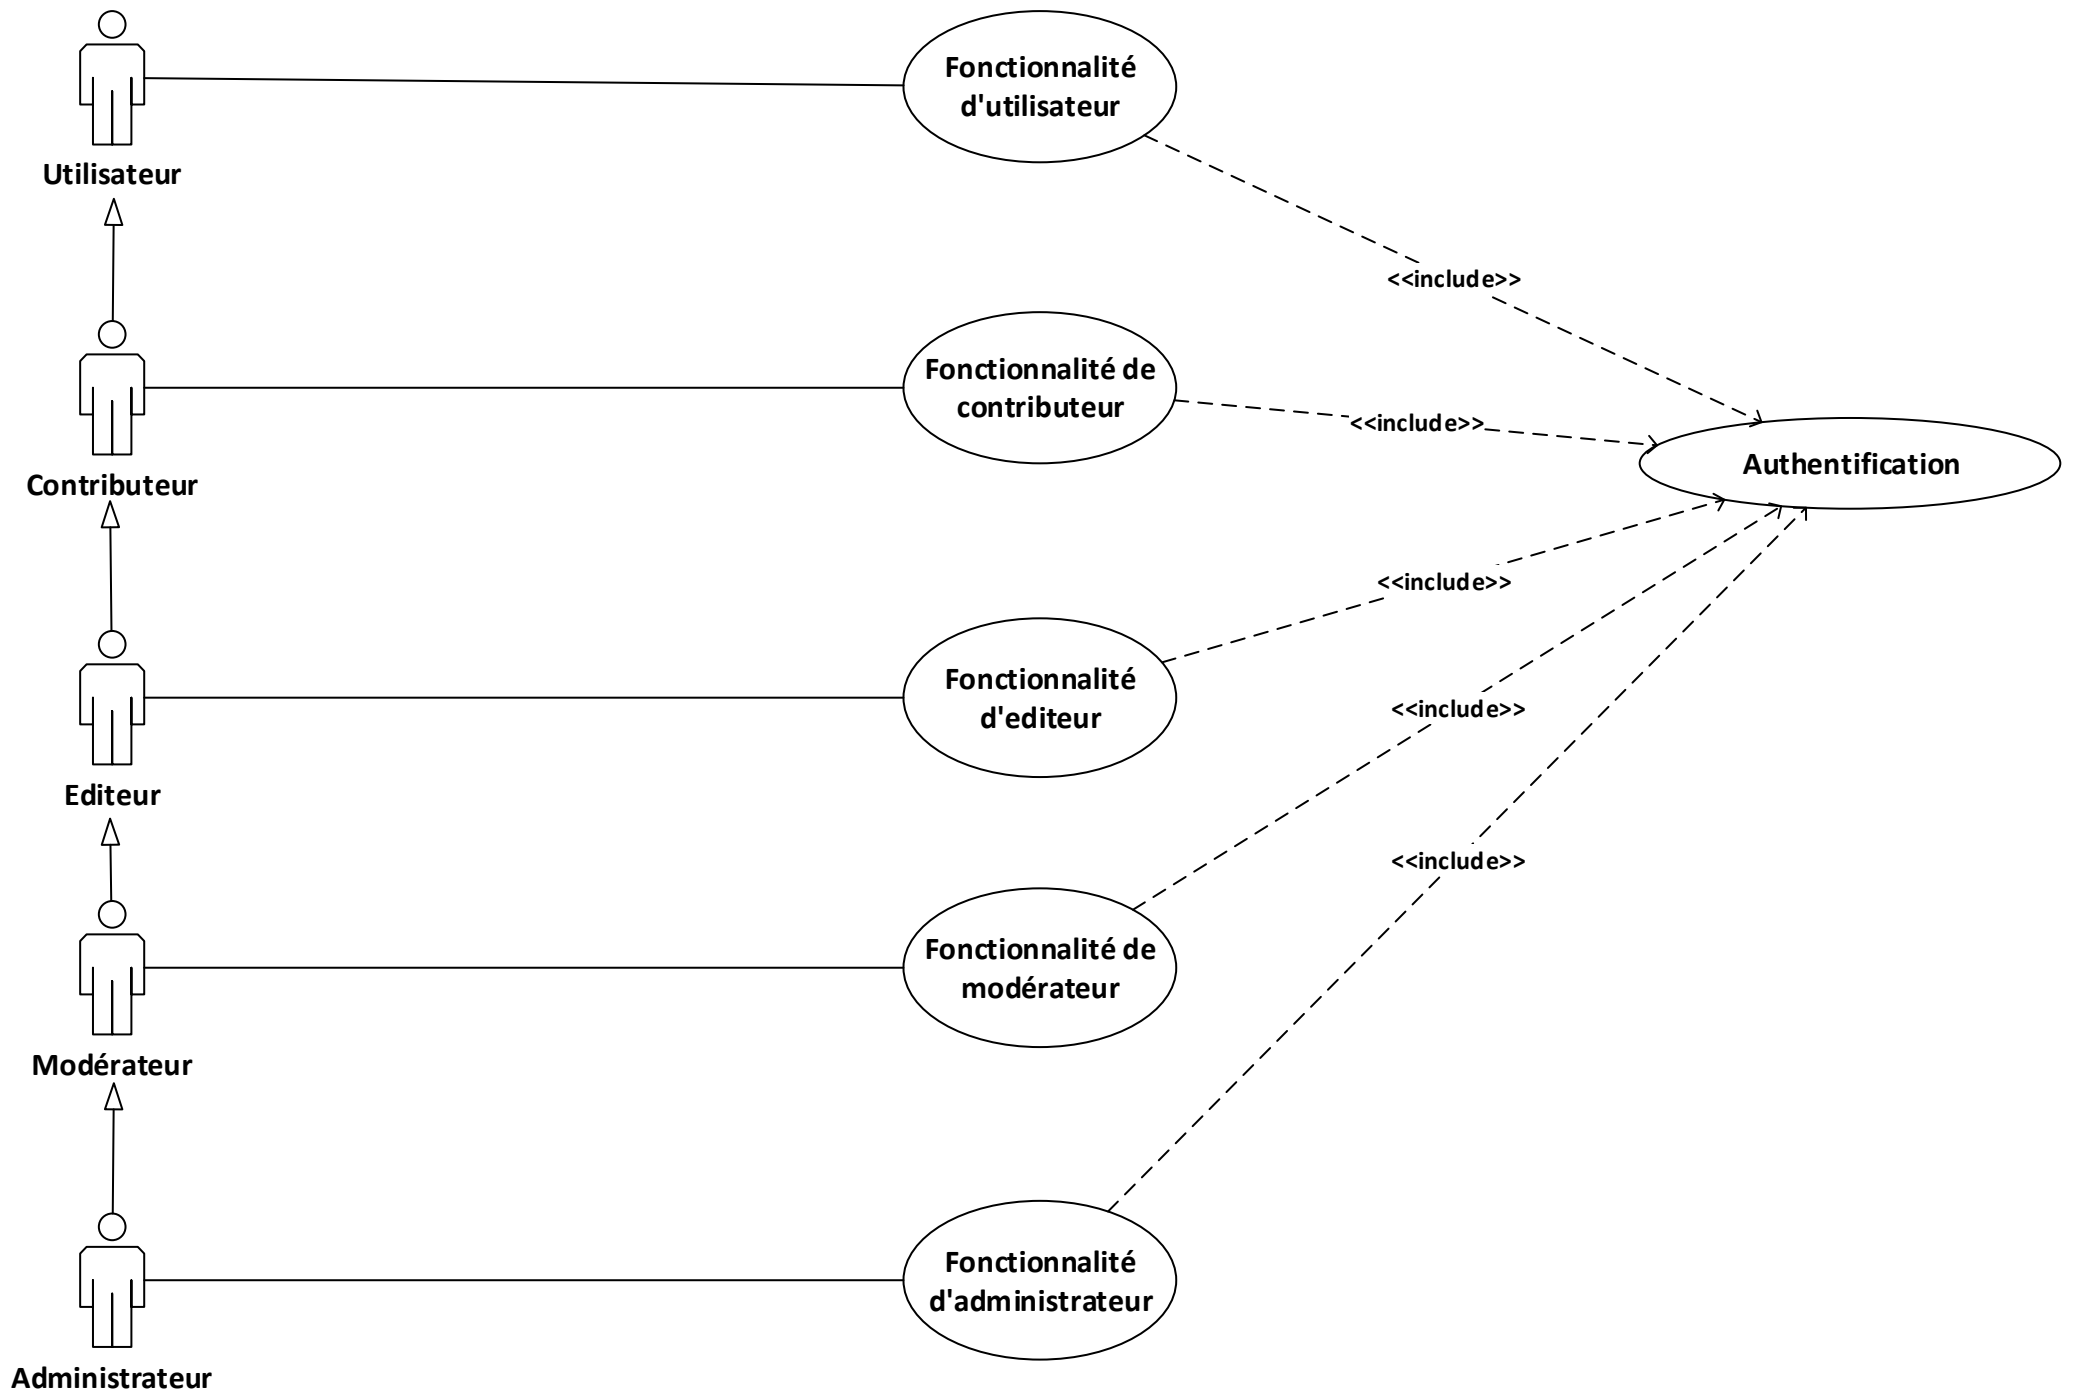 Fonctionnalité
d'utilisateur
Utilisateur
<<include>>
Fonctionnalité de
contributeur
<<include>>
Authentification
Contributeur
<<include>>
Fonctionnalité
d'editeur
<<include>>
Editeur
<<include>>
Fonctionnalité de
modérateur
Modérateur
Fonctionnalité
d'administrateur
Administrateur